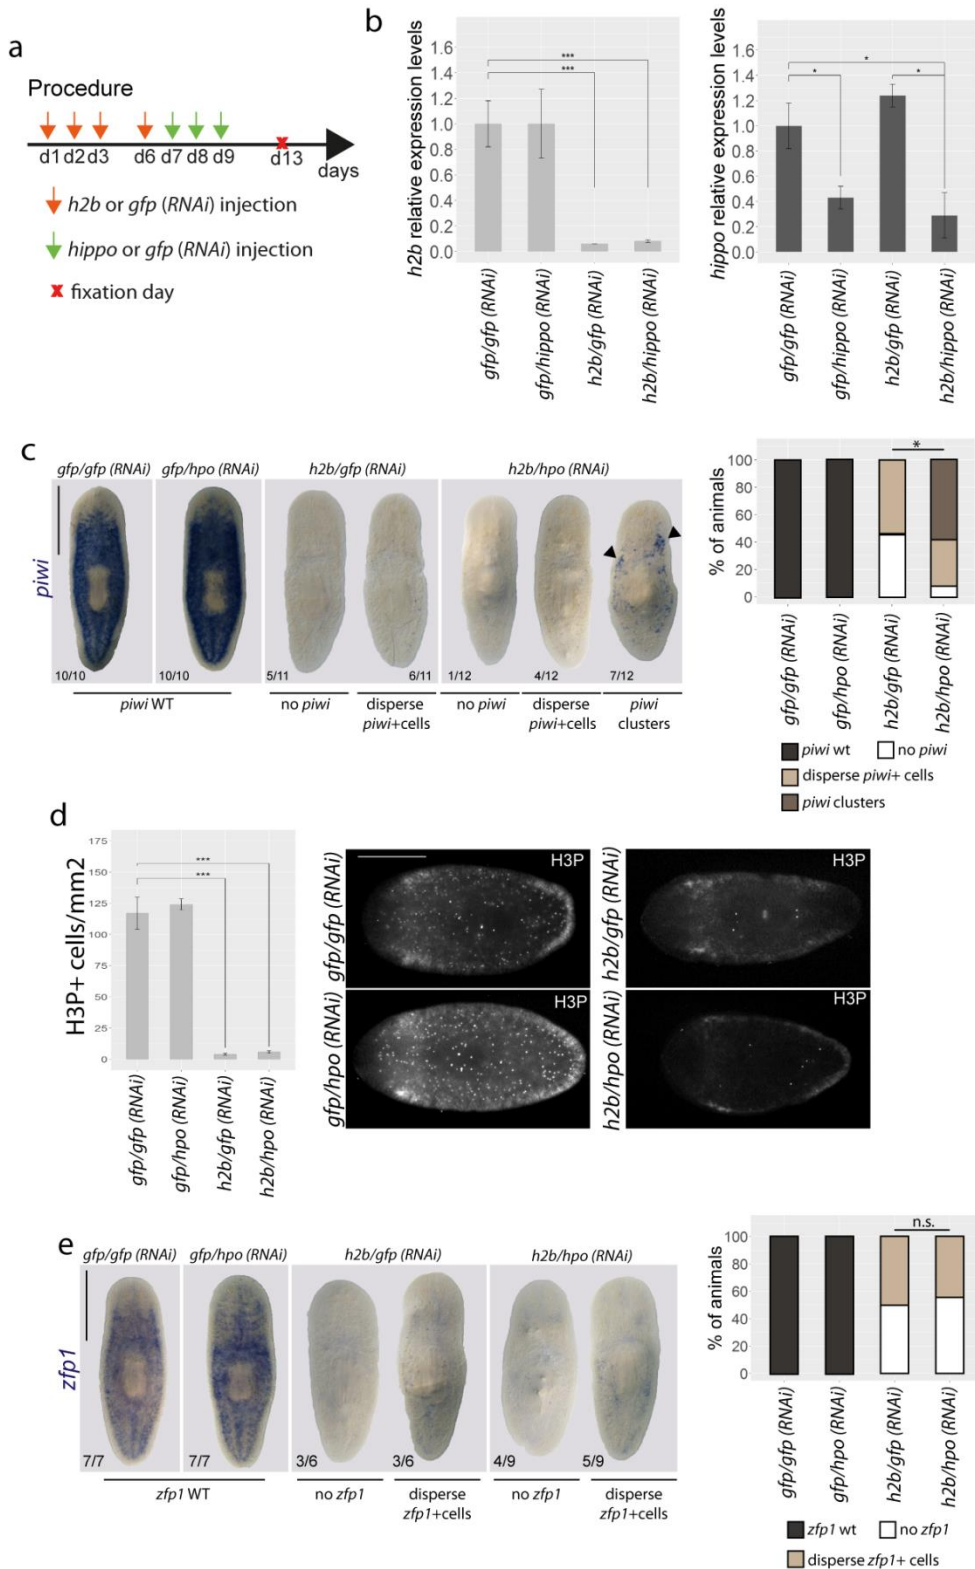 a
Procedure
d1 d2 d3 d6 d7 d8 d9 d13
days
h2b or gfp (RNAi) injection
hippo or gfp (RNAi) injection
x fixation day
b
h2b relative expression levels
1.6
1.4
1.2
1.0
0.8
0.6
0.4
0.2
0.0
***
***
gfp/gfp (RNAi)
gfp/hippo (RNAi)
h2b/gfp (RNAi)
h2b/hippo (RNAi)
hippo relative expression levels
1.6
1.4
1.2
1.0
0.8
0.6
0.4
0.2
0.0
*
* *
gfp/gfp (RNAi)
gfp/hippo (RNAi)
h2b/gfp (RNAi)
h2b/hippo (RNAi)
c
gfp/gfp (RNAi) gfp/hpo (RNAi) h2b/gfp (RNAi) h2b/hpo (RNAi)
piwi
10/10 10/10 5/11 6/11 1/12 4/12 7/12
piwi WT no piwi disperse no piwi disperse piwi
piwi+cells piwi+cells clusters
% of animals
100
80
60
40
20
0
*
gfp/gfp (RNAi)
gfp/hpo (RNAi)
h2b/gfp (RNAi)
h2b/hpo (RNAi)
piwi wt no piwi
disperse piwi+ cells
piwi clusters
d
H3P+ cells/mm2
175
150
125
100
75
50
25
0
***
***
gfp/gfp (RNAi)
gfp/hpo (RNAi)
h2b/gfp (RNAi)
h2b/hpo (RNAi)
gfp/gfp (RNAi)
H3P
h2b/gfp (RNAi)
H3P
gfp/hpo (RNAi)
H3P
h2b/hpo (RNAi)
H3P
e
gfp/gfp (RNAi) gfp/hpo (RNAi) h2b/gfp (RNAi) h2b/hpo (RNAi)
zfp1
7/7 7/7 3/6 3/6 4/9 5/9
zfp1 WT no zfp1 disperse no zfp1 disperse
zfp1+cells zfp1+cells
% of animals
100
80
60
40
20
0
n.s.
gfp/gfp (RNAi)
gfp/hpo (RNAi)
h2b/gfp (RNAi)
h2b/hpo (RNAi)
zfp1 wt no zfp1
disperse zfp1+ cells